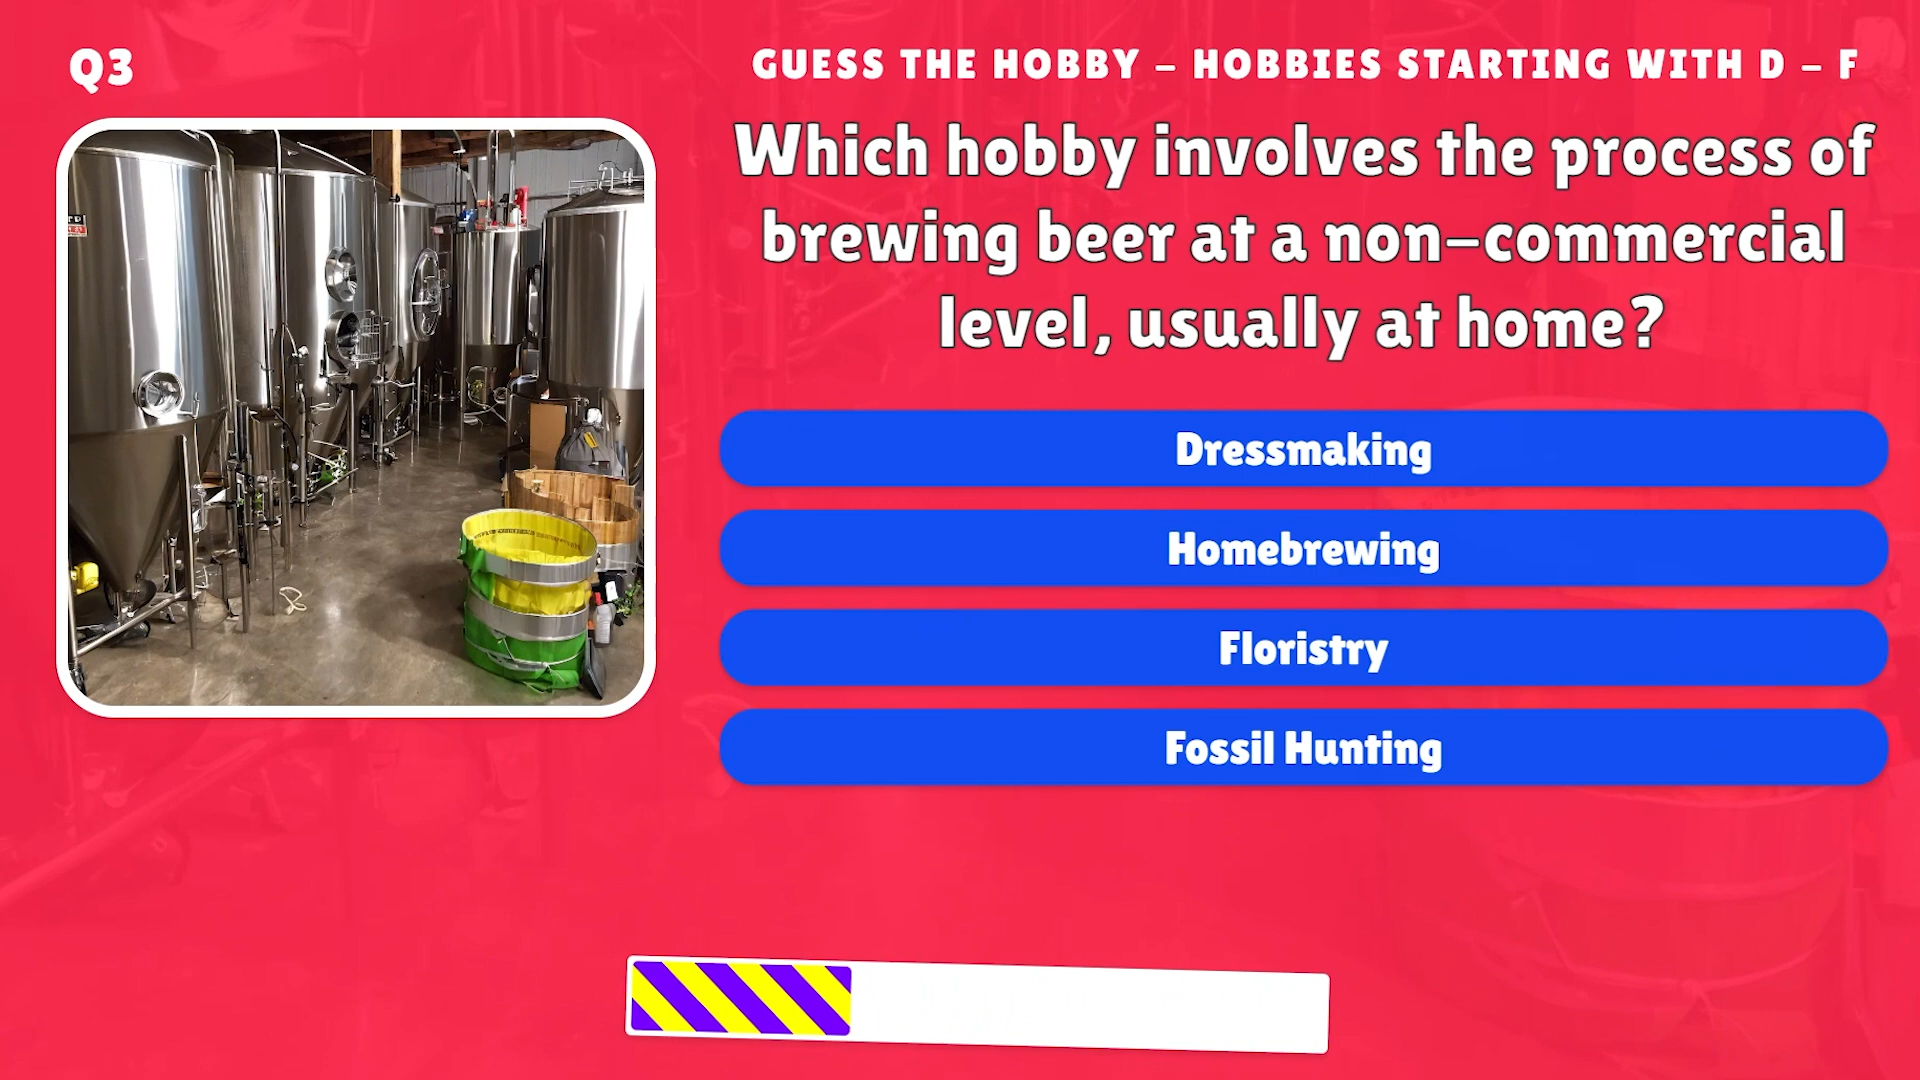 Q3
GUESS THE HOBBY – HOBBIES STARTING WITH D – F
Which hobby involves the process of
brewing beer at a non-commercial
level, usually at home?
Dressmaking
Homebrewing
Floristry
Fossil Hunting